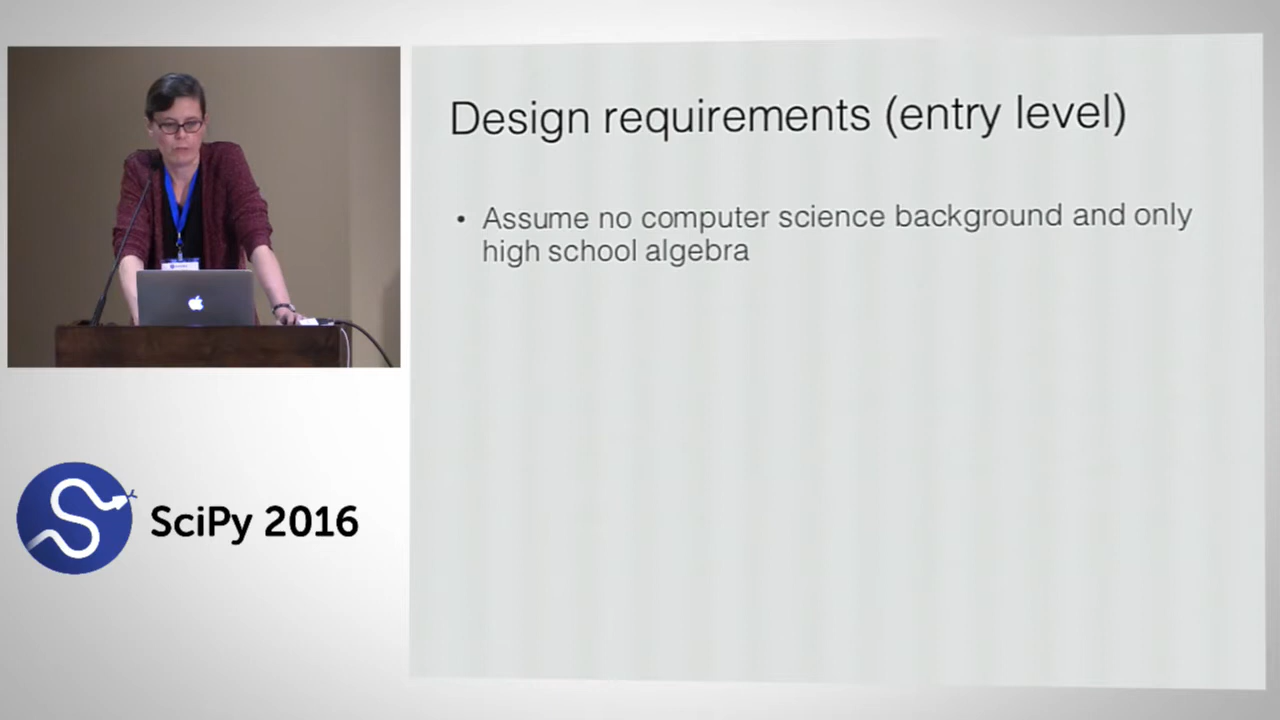 Design requirements (entry level)
• Assume no computer science background and only
high school algebra
SciPy 2016